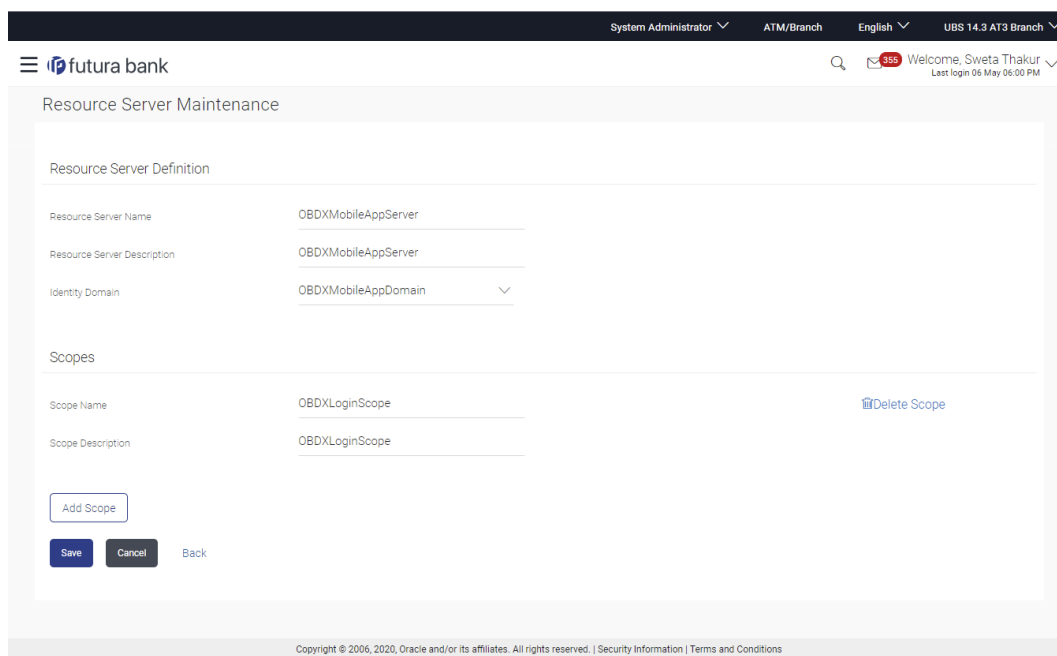 System Administrator ATM/Branch English UBS 14.3 AT3 Branch
futura bank 355 Welcome, Sweta Thakur
Last login 06 May 06:00 PM
Resource Server Maintenance
Resource Server Definition
Resource Server Name OBDXMobileAppServer
Resource Server Description OBDXMobileAppServer
Identity Domain OBDXMobileAppDomain
Scopes
Scope Name OBDXLoginScope Delete Scope
Scope Description OBDXLoginScope
Add Scope
Save Cancel Back
Copyright © 2006, 2020, Oracle and/or its affiliates. All rights reserved. | Security Information | Terms and Conditions